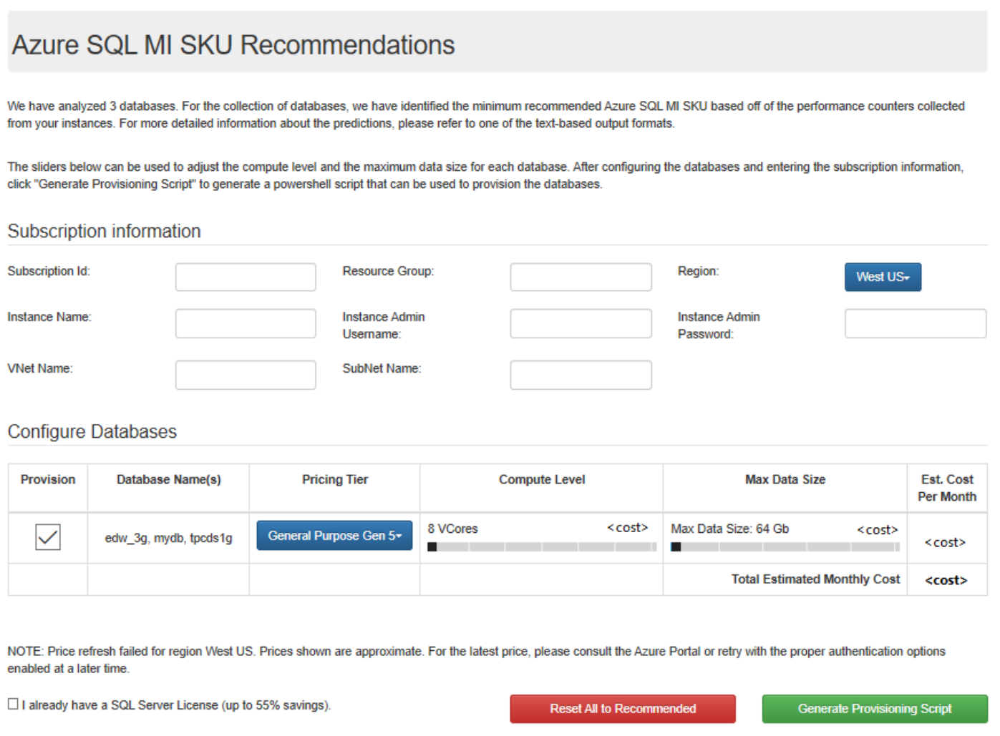 Azure SQL MI SKU Recommendations
We have analyzed 3 databases. For the collection of databases, we have identified the minimum recommended Azure SQL MI SKU based off of the performance counters collected
from your instances. For more detailed information about the predictions, please refer to one of the text-based output formats.
The sliders below can be used to adjust the compute level and the maximum data size for each database. After configuring the databases and entering the subscription information,
click "Generate Provisioning Script" to generate a powershell script that can be used to provision the databases.
Subscription information
Subscription Id:
Resource Group:
Region:
West US
Instance Name:
Instance Admin
Username:
Instance Admin
Password:
VNet Name:
SubNet Name:
Configure Databases
Provision
Database Name(s)
Pricing Tier
Compute Level
Max Data Size
Est. Cost
Per Month
edw_3g, mydb, tpcds1g
General Purpose Gen 5
8 VCores
<cost>
Max Data Size: 64 Gb
<cost>
<cost>
Total Estimated Monthly Cost
<cost>
NOTE: Price refresh failed for region West US. Prices shown are approximate. For the latest price, please consult the Azure Portal or retry with the proper authentication options
enabled at a later time.
I already have a SQL Server License (up to 55% savings).
Reset All to Recommended
Generate Provisioning Script